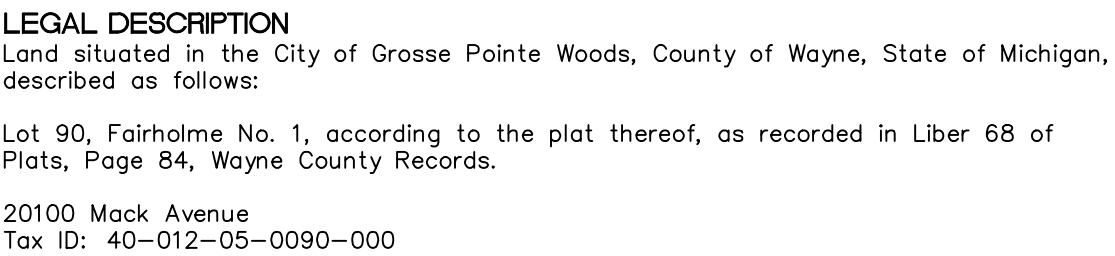 LEGAL DESCRIPTION
Land situated in the City of Grosse Pointe Woods, County of Wayne, State of Michigan,
described as follows:
Lot 90, Fairholme No. 1, according to the plat thereof, as recorded in Liber 68 of
Plats, Page 84, Wayne County Records.
20100 Mack Avenue
Tax ID: 40-012-05-0090-000